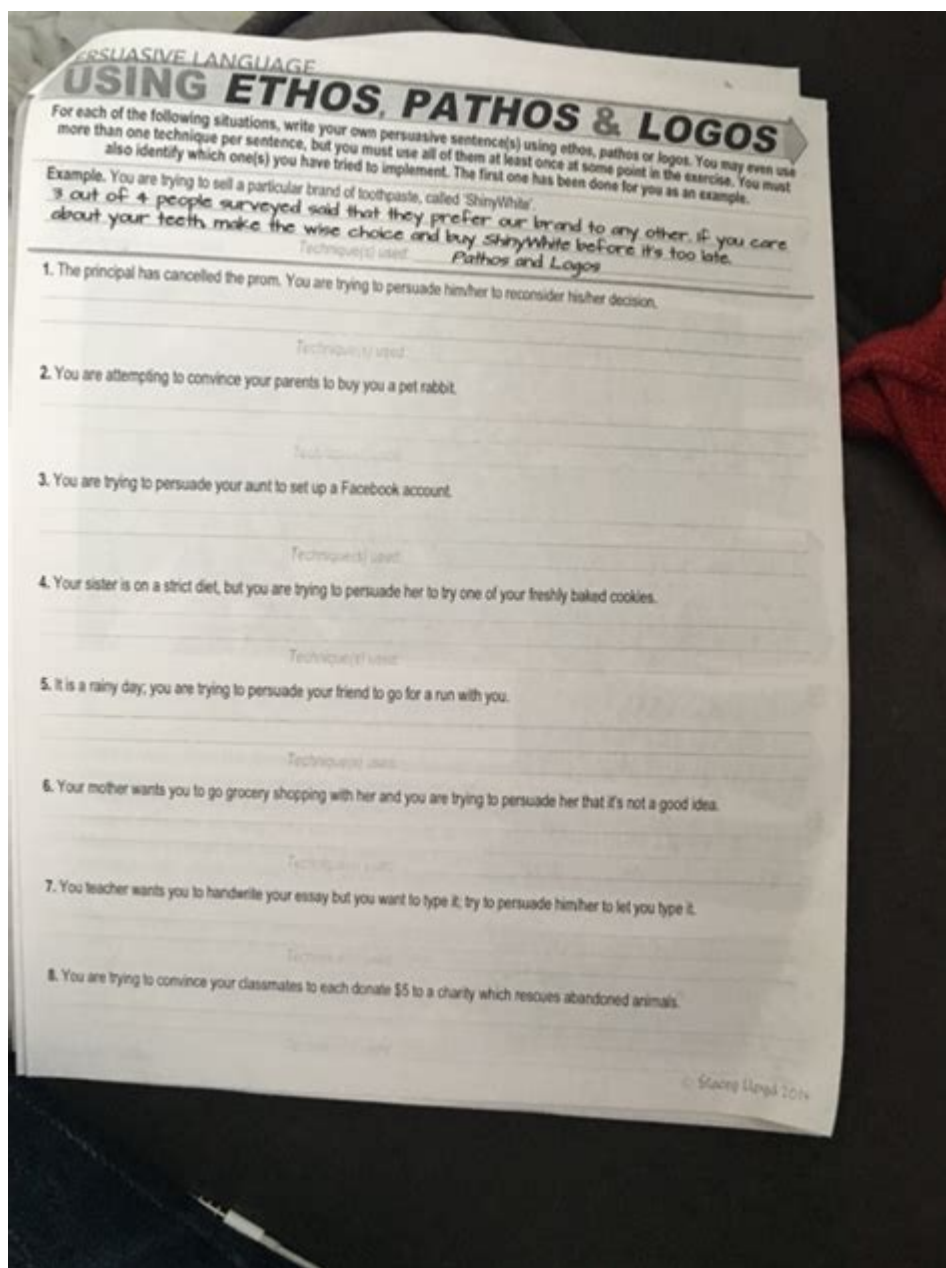 PERSUASIVE LANGUAGE
USING ETHOS, PATHOS & LOGOS
For each of the following situations, write your own persuasive sentence(s) using ethos, pathos or logos. You may even use
more than one technique per sentence, but you must use all of them at least once at some point in the exercise. You must
also identify which one(s) you have tried to implement. The first one has been done for you as an example.
Example. You are trying to sell a particular brand of toothpaste, called 'ShinyWhite'.
3 out of 4 people surveyed said that they prefer our brand to any other. If you care
about your teeth, make the wise choice and buy ShinyWhite before it's too late.
Technique(s) used: Pathos and Logos
1. The principal has cancelled the prom. You are trying to persuade him/her to reconsider his/her decision.
Technique(s) used:
2. You are attempting to convince your parents to buy you a pet rabbit.
Technique(s) used:
3. You are trying to persuade your aunt to set up a Facebook account.
Technique(s) used:
4. Your sister is on a strict diet, but you are trying to persuade her to try one of your freshly baked cookies.
Technique(s) used:
5. It is a rainy day; you are trying to persuade your friend to go for a run with you.
Technique(s) used:
6. Your mother wants you to go grocery shopping with her and you are trying to persuade her that it's not a good idea.
Technique(s) used:
7. You teacher wants you to handwrite your essay but you want to type it; try to persuade him/her to let you type it.
8. You are trying to convince your classmates to each donate $5 to a charity which rescues abandoned animals.
© Stacey Lloyd 2014